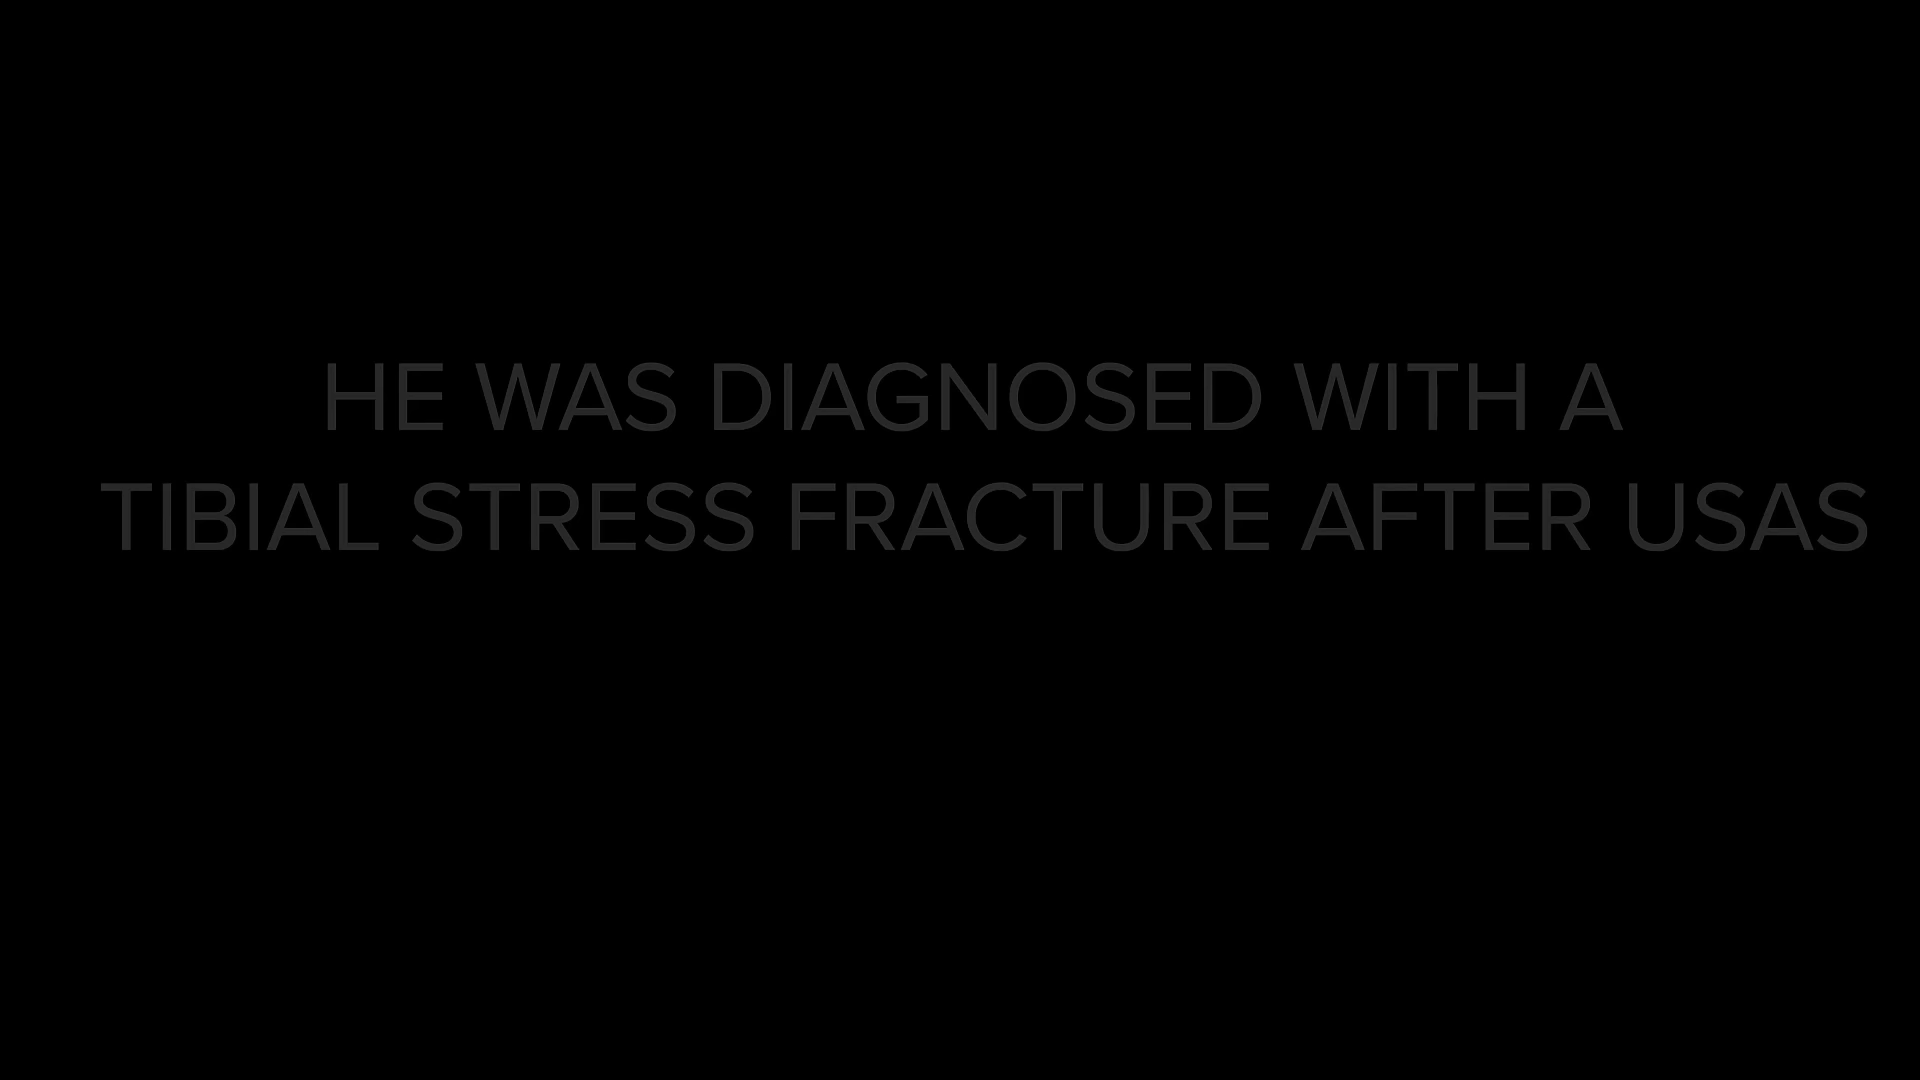 HE WAS DIAGNOSED WITH A
TIBIAL STRESS FRACTURE AFTER USAS